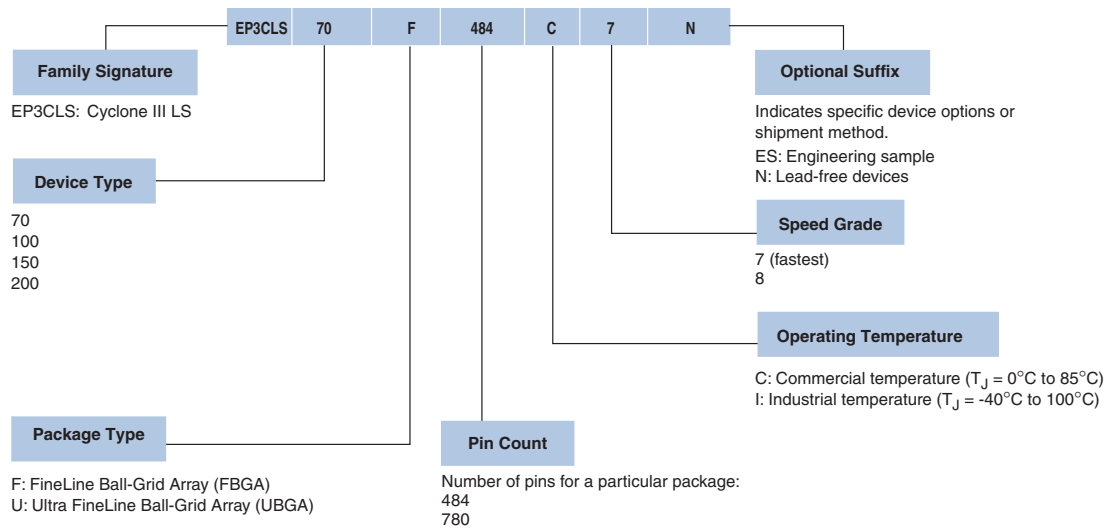 EP3CLS 70 F 484 C 7 N
Family Signature
EP3CLS: Cyclone III LS
Device Type
70
100
150
200
Package Type
F: FineLine Ball-Grid Array (FBGA)
U: Ultra FineLine Ball-Grid Array (UBGA)
Pin Count
Number of pins for a particular package:
484
780
Optional Suffix
Indicates specific device options or
shipment method.
ES: Engineering sample
N: Lead-free devices
Speed Grade
7 (fastest)
8
Operating Temperature
C: Commercial temperature (TJ = 0°C to 85°C)
I: Industrial temperature (TJ = -40°C to 100°C)